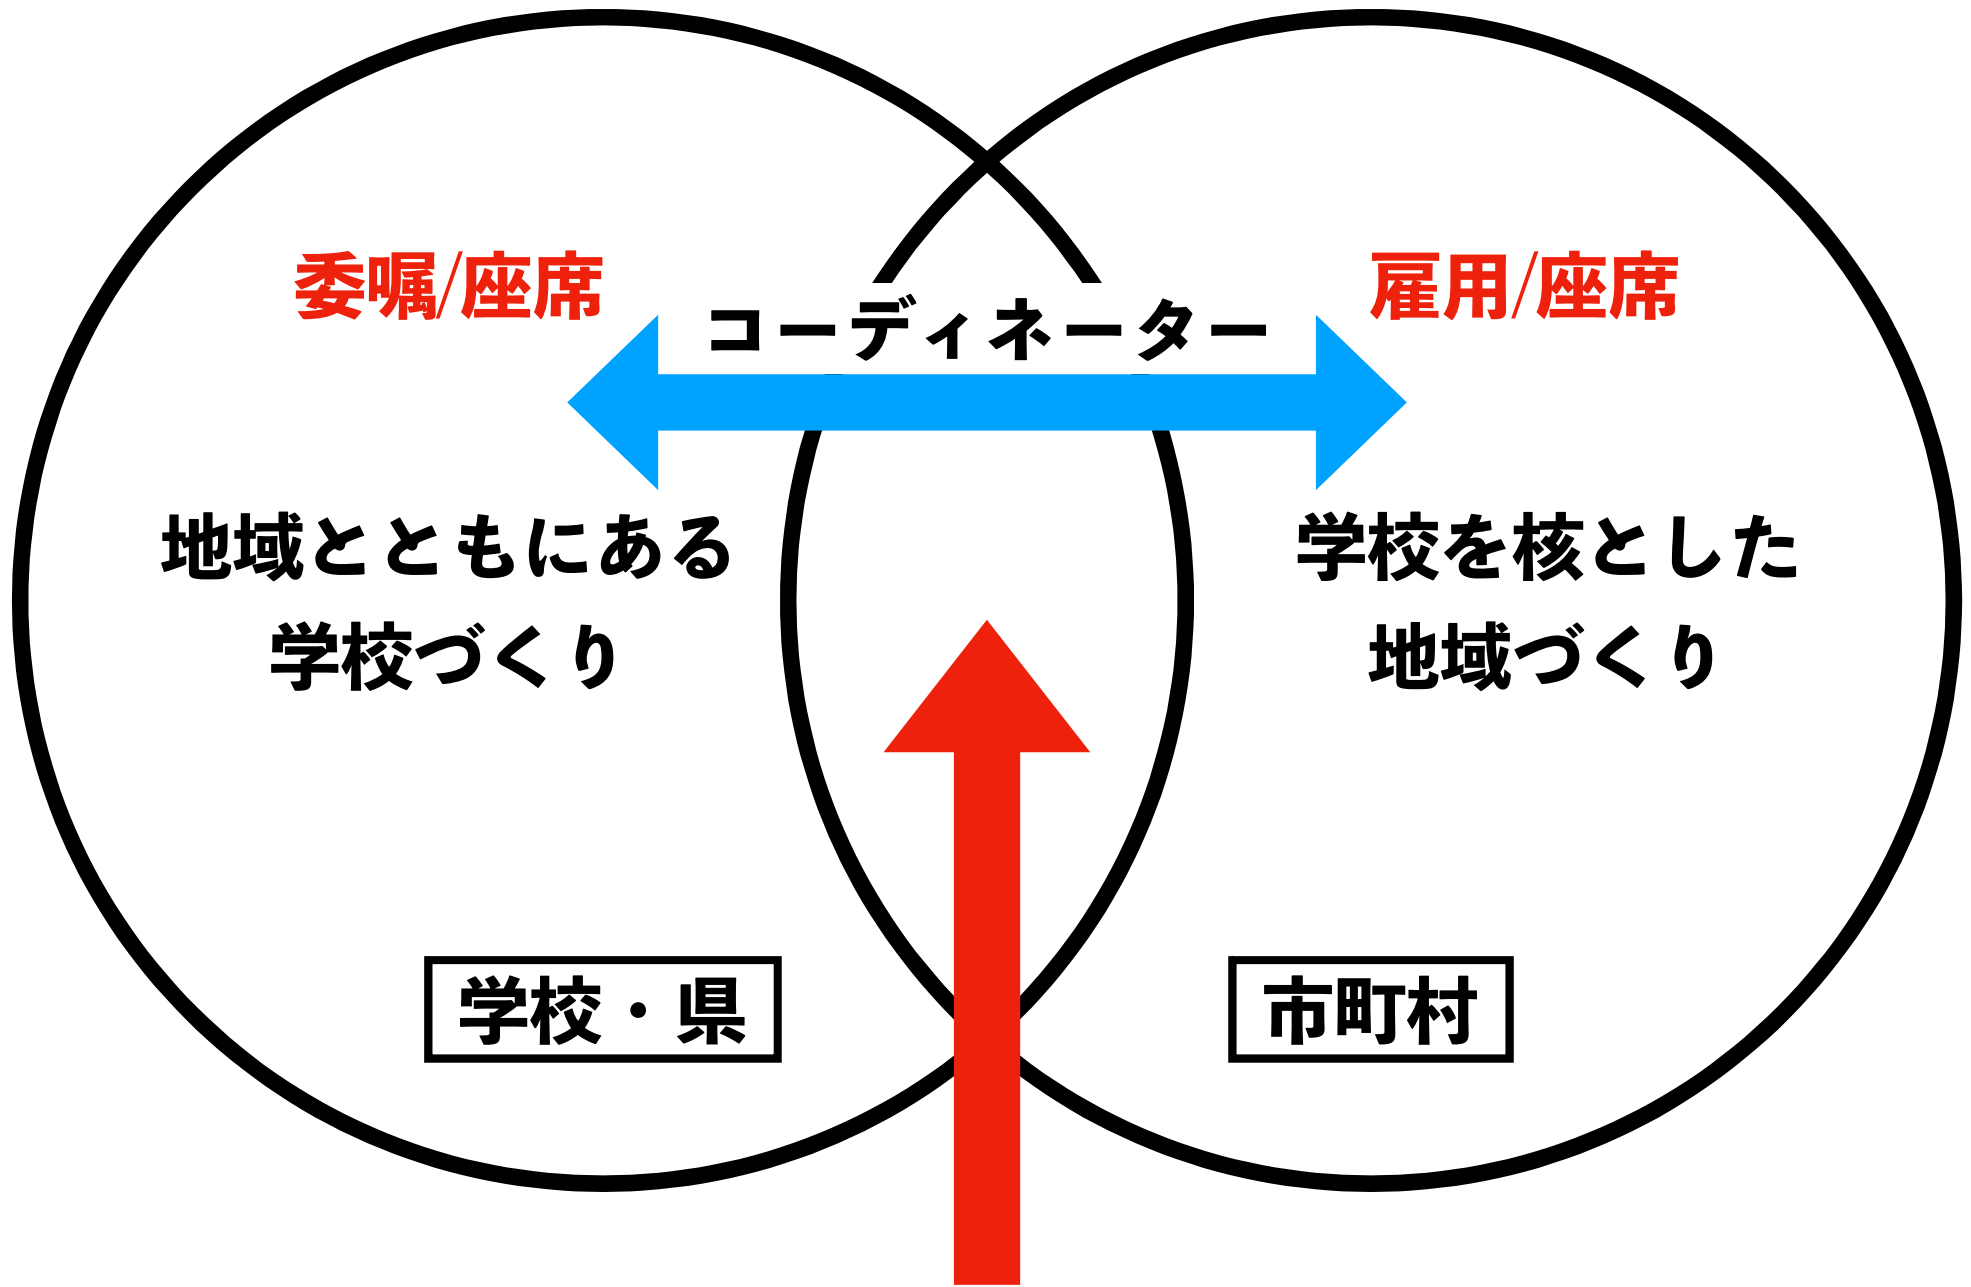 委嘱/座席
雇用/座席
コーディネーター
地域とともにある
学校づくり
学校を核とした
地域づくり
学校・県
市町村